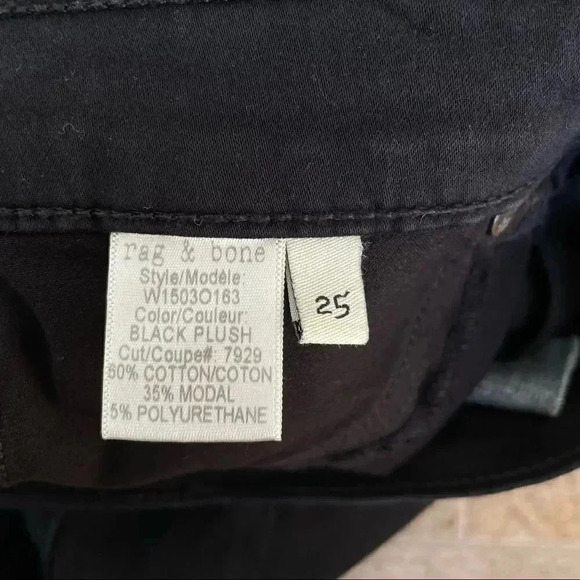 rag & bone
Style/Modèle:
W1503O163
Color/Couleur:
BLACK PLUSH
Cut/Coupe#: 7929
60% COTTON/COTON
35% MODAL
5% POLYURETHANE
25